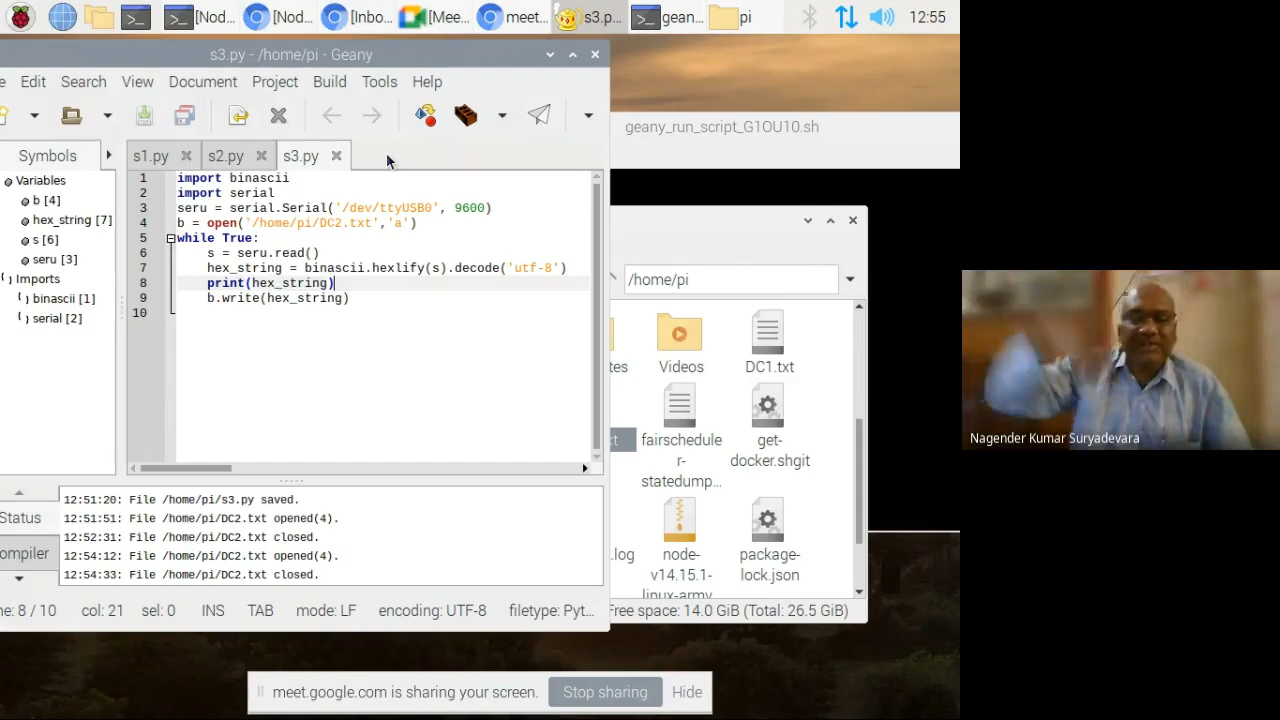 [Nod...
[Nod...
[Inbo...
[Mee...
meet...
s3.p...
gean...
pi
12:55
s3.py - /home/pi - Geany
e Edit Search View Document Project Build Tools Help
geany_run_script_G1OU10.sh
Symbols
s1.py
s2.py
s3.py
Variables
b [4]
hex_string [7]
s [6]
seru [3]
Imports
binascii [1]
serial [2]
1 import binascii
2 import serial
3 seru = serial.Serial('/dev/ttyUSB0', 9600)
4 b = open('/home/pi/DC2.txt','a')
5 while True:
6 s = seru.read()
7 hex_string = binascii.hexlify(s).decode('utf-8')
8 print(hex_string)
9 b.write(hex_string)
10
/home/pi
tes
Videos
DC1.txt
xt
fairschedule
r-
statedump...
get-
docker.shgit
.log
node-
v14.15.1-
linux-army
package-
lock.json
Free space: 14.0 GiB (Total: 26.5 GiB)
Status
ompiler
12:51:20: File /home/pi/s3.py saved.
12:51:51: File /home/pi/DC2.txt opened(4).
12:52:31: File /home/pi/DC2.txt closed.
12:54:12: File /home/pi/DC2.txt opened(4).
12:54:33: File /home/pi/DC2.txt closed.
ne: 8 / 10 col: 21 sel: 0 INS TAB mode: LF encoding: UTF-8 filetype: Pyt...
meet.google.com is sharing your screen.
Stop sharing
Hide
Nagender Kumar Suryadevara